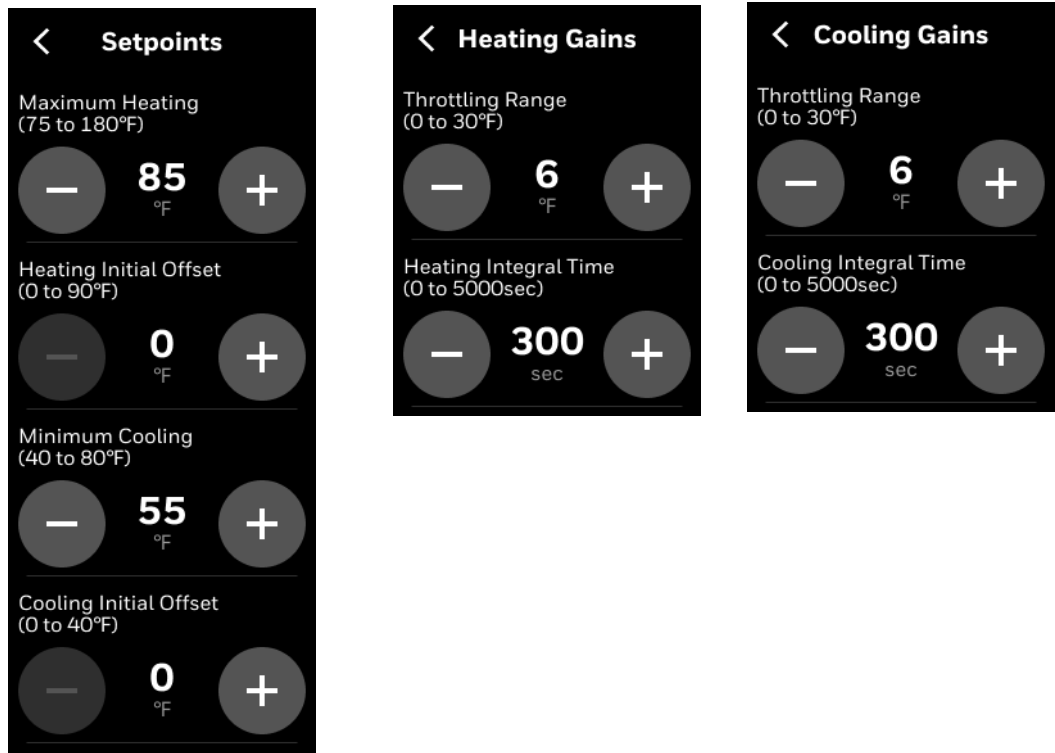 Setpoints
Maximum Heating
(75 to 180°F)
85
°F
Heating Initial Offset
(0 to 90°F)
0
°F
Minimum Cooling
(40 to 80°F)
55
°F
Cooling Initial Offset
(0 to 40°F)
0
°F
Heating Gains
Throttling Range
(0 to 30°F)
6
°F
Heating Integral Time
(0 to 5000sec)
300
sec
Cooling Gains
Throttling Range
(0 to 30°F)
6
°F
Cooling Integral Time
(0 to 5000sec)
300
sec